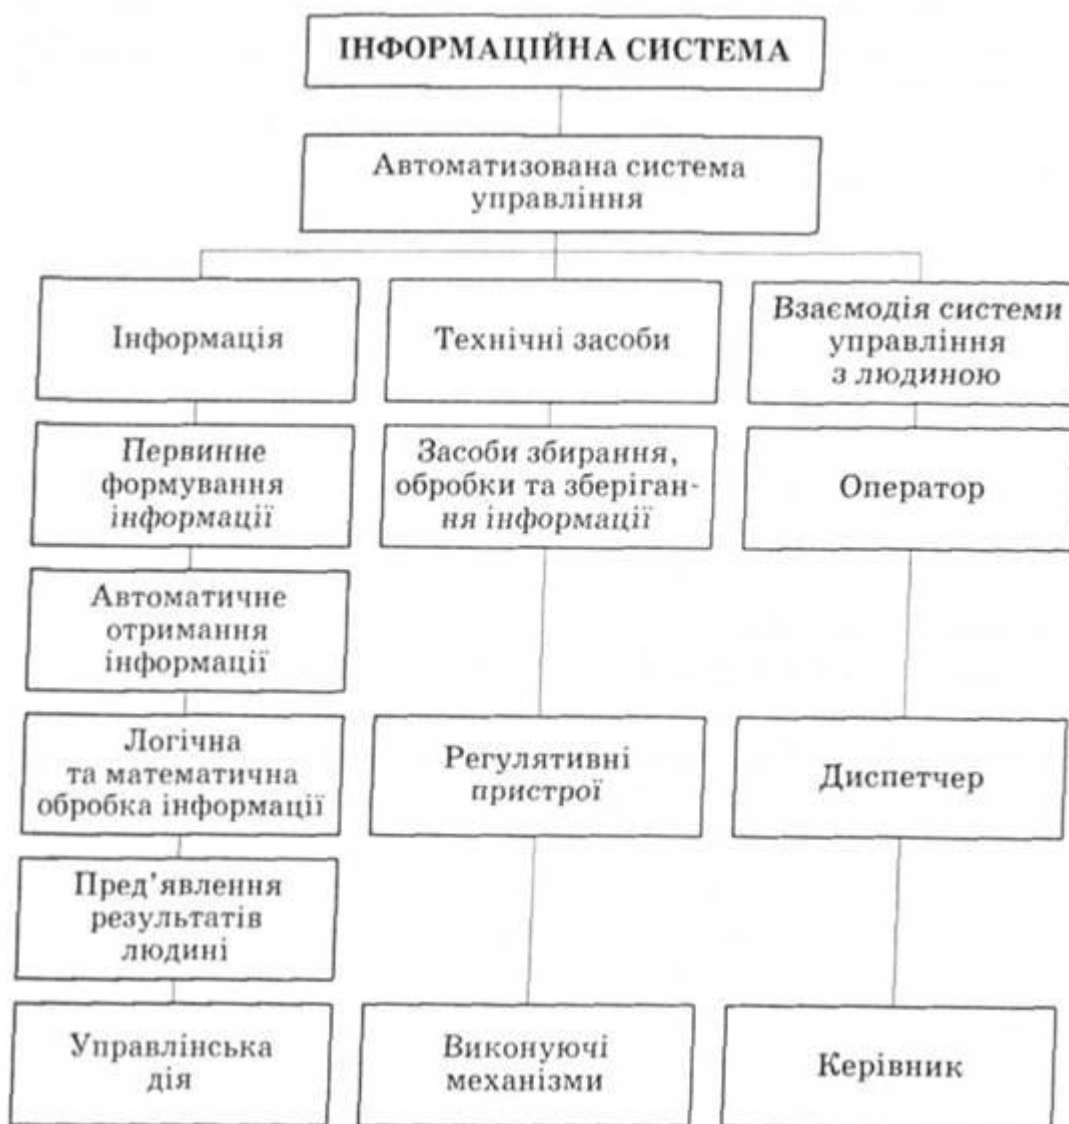 ІНФОРМАЦІЙНА СИСТЕМА
Автоматизована система
управління
Інформація
Технічні засоби
Взаємодія системи
управління
з людиною
Первинне
формування
інформації
Засоби збирання,
обробки та зберіган-
ня інформації
Оператор
Автоматичне
отримання
інформації
Логічна
та математична
обробка інформації
Регулятивні
пристрої
Диспетчер
Пред’явлення
результатів
людині
Управлінська
дія
Виконуючі
механізми
Керівник